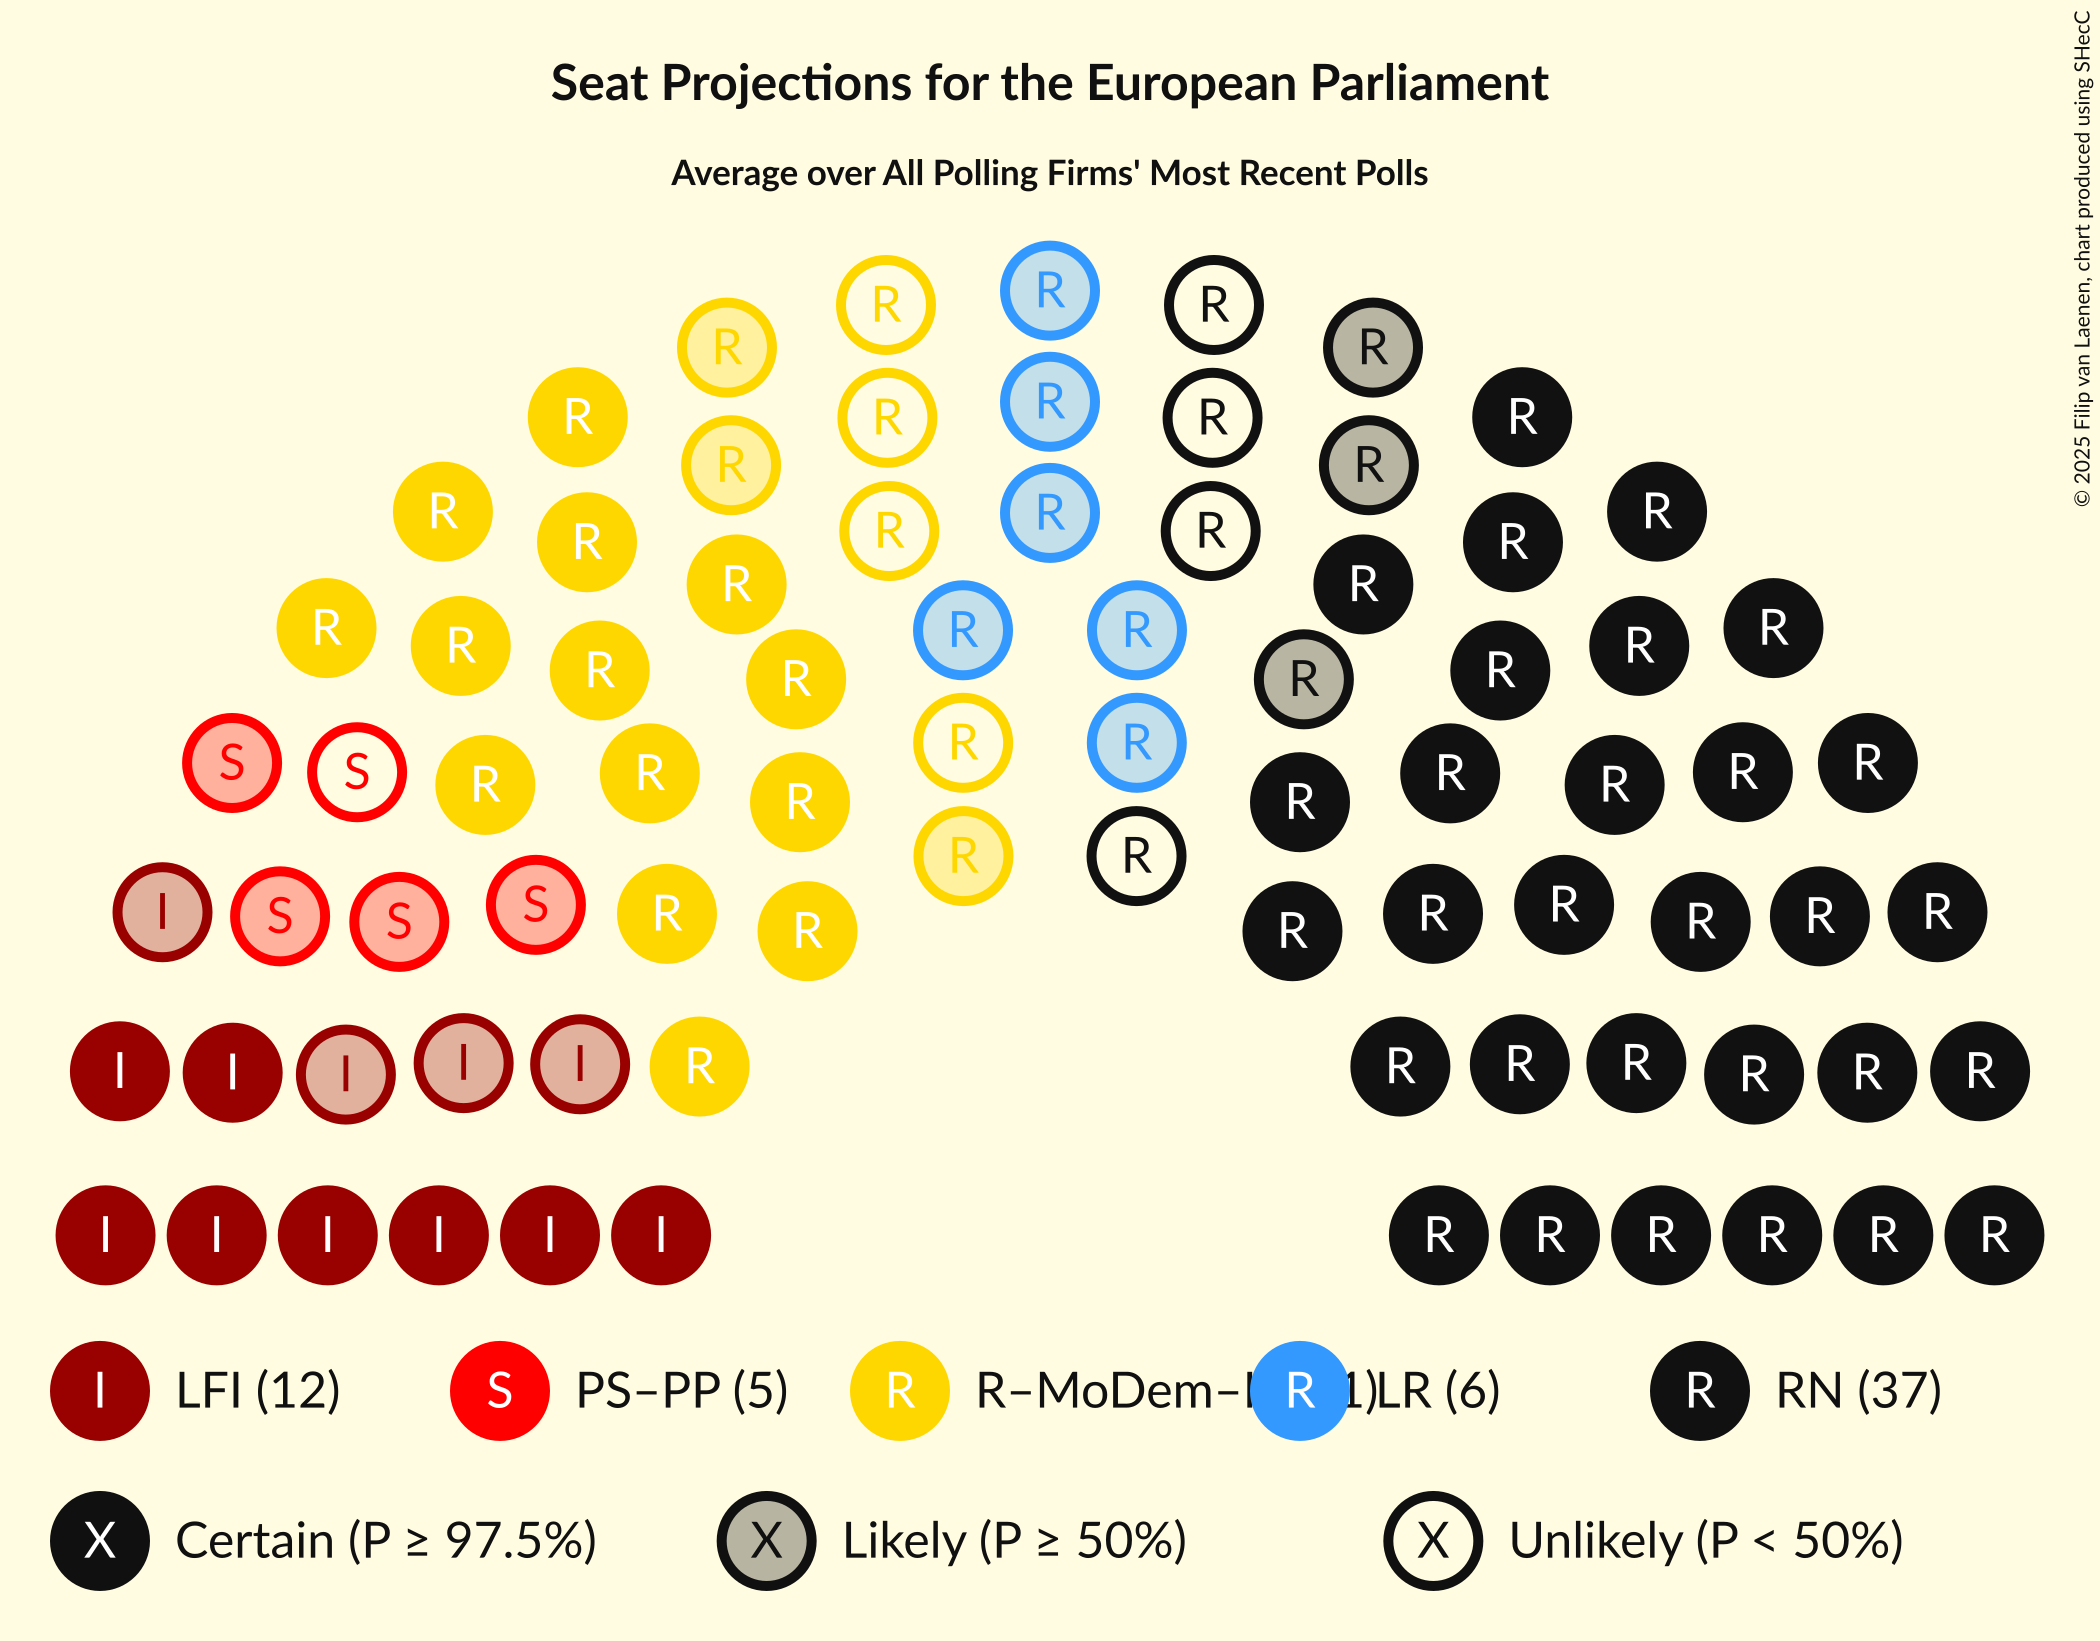 Seat Projections for the European Parliament
Average over All Polling Firms' Most Recent Polls
© 2025 Filip van Laenen, chart produced using SHecC
R
R R
R R
R
R R R R
R R
R R R
R R
R R
R R
R R R R
R R
R R
R R
R R
S R
S R R R
R R
R R
R R
S R
I R R R
S R
S R
R R
I I I I I R R R R R R R
I I I I I I R R R R R R
I LFI (12) S PS–PP (5) R R–MoDem– R 1) LR (6) R RN (37)
X Certain (P ≥ 97.5%) X Likely (P ≥ 50%) X Unlikely (P < 50%)